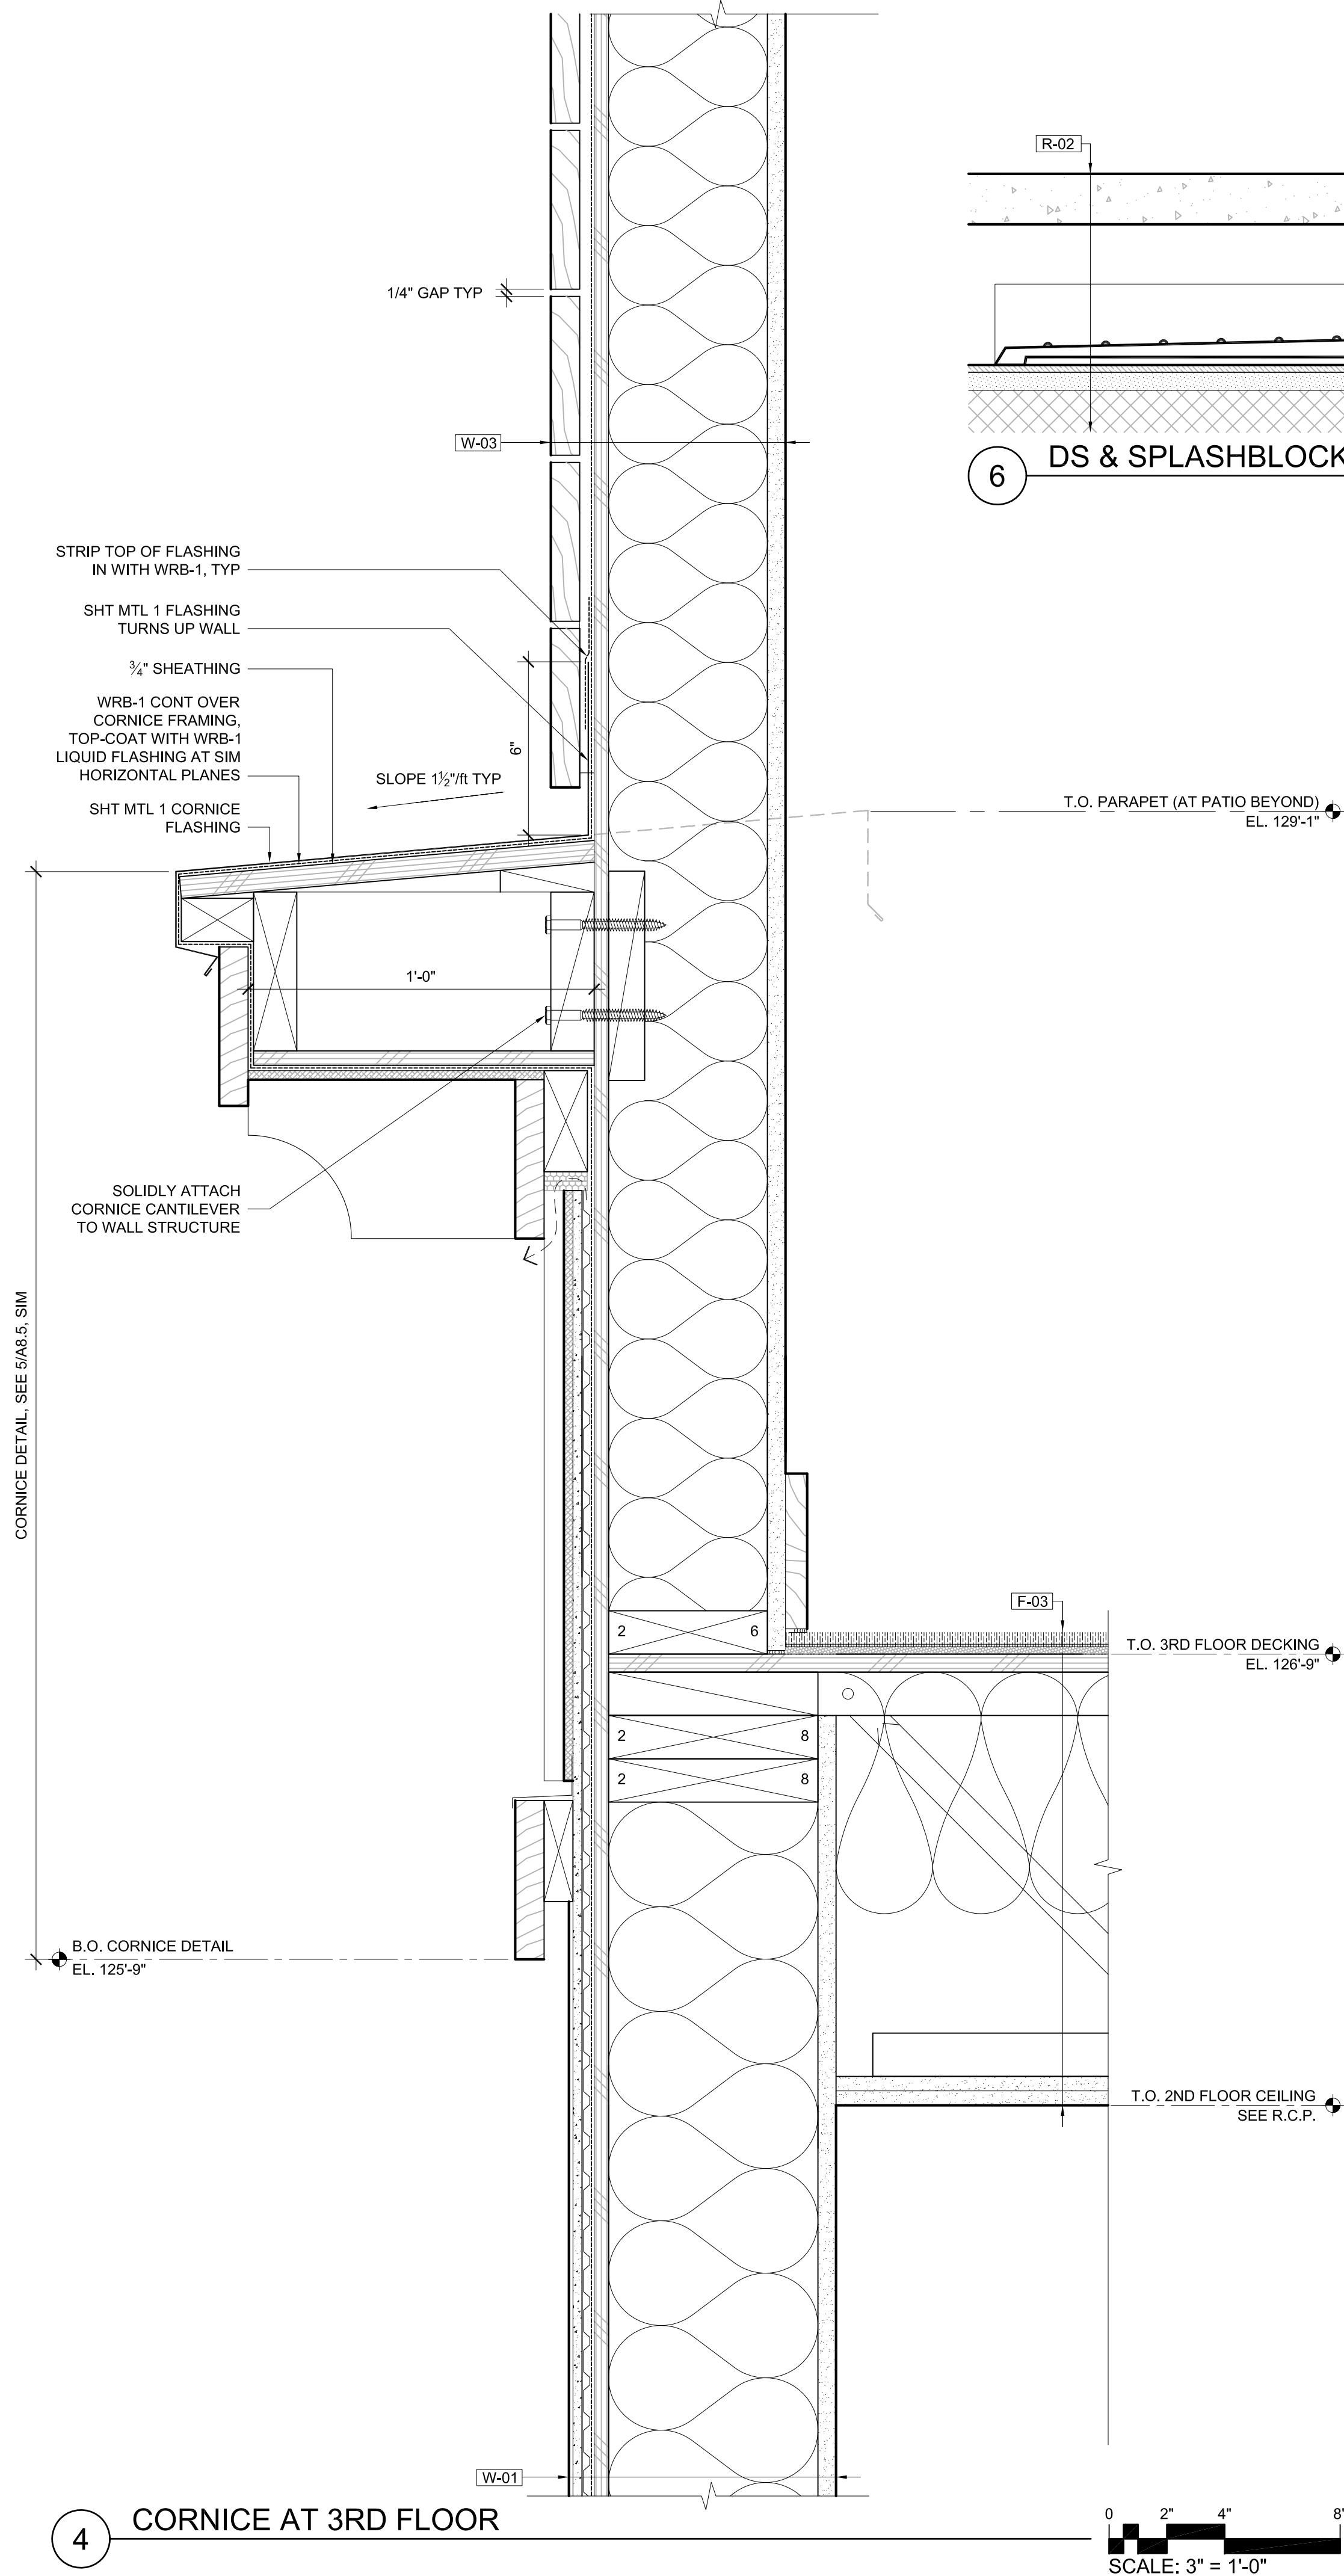 R-02
6
DS & SPLASHBLOCK
1/4" GAP TYP
W-03
STRIP TOP OF FLASHING
IN WITH WRB-1, TYP
SHT MTL 1 FLASHING
TURNS UP WALL
¾" SHEATHING
WRB-1 CONT OVER
CORNICE FRAMING,
TOP-COAT WITH WRB-1
LIQUID FLASHING AT SIM
HORIZONTAL PLANES
SHT MTL 1 CORNICE
FLASHING
6"
SLOPE 1½"/ft TYP
T.O. PARAPET (AT PATIO BEYOND)
EL. 129'-1"
1'-0"
SOLIDLY ATTACH
CORNICE CANTILEVER
TO WALL STRUCTURE
CORNICE DETAIL, SEE 5/A8.5, SIM
F-03
2 6
T.O. 3RD FLOOR DECKING
EL. 126'-9"
2 8
2 8
B.O. CORNICE DETAIL
EL. 125'-9"
T.O. 2ND FLOOR CEILING
SEE R.C.P.
W-01
4
CORNICE AT 3RD FLOOR
0 2" 4" 8"
SCALE: 3" = 1'-0"